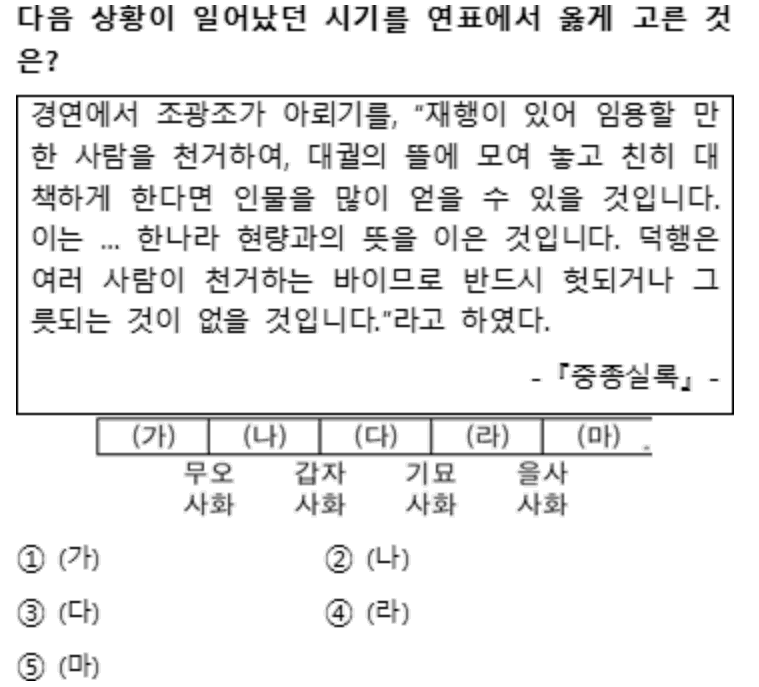 다음 상황이 일어났던 시기를 연표에서 옳게 고른 것
은?
경연에서 조광조가 아뢰기를, “재행이 있어 임용할 만
한 사람을 천거하여, 대궐의 뜰에 모여 놓고 친히 대
책하게 한다면 인물을 많이 얻을 수 있을 것입니다.
이는 ... 한나라 현량과의 뜻을 이은 것입니다. 덕행은
여러 사람이 천거하는 바이므로 반드시 헛되거나 그
릇되는 것이 없을 것입니다.”라고 하였다.
-『중종실록』-
(가) (나) (다) (라) (마)
무오 갑자 기묘 을사
사화 사화 사화 사화
① (가) ② (나)
③ (다) ④ (라)
⑤ (마)